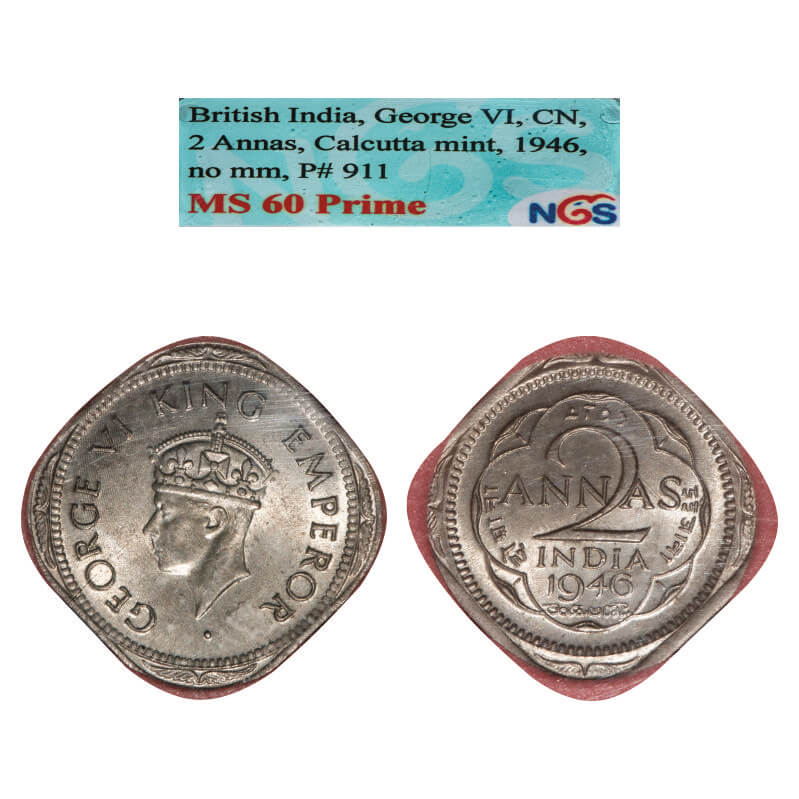 British India, George VI, CN,
2 Annas, Calcutta mint, 1946,
no mm, P# 911
MS 60 Prime
NGS
GEORGE VI KING EMPEROR
2
ANNAS
INDIA
1946